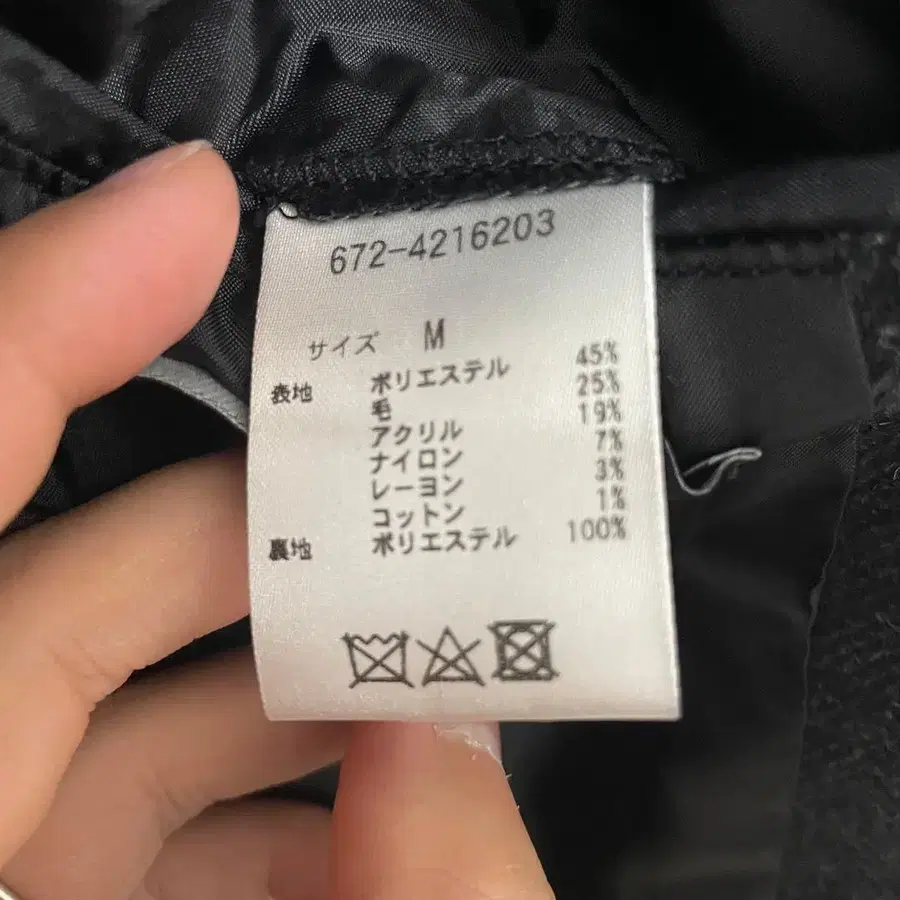 672-4216203
サイズ M
表地 ポリエステル 45%
毛 25%
アクリル 19%
ナイロン 7%
レーヨン 3%
コットン 1%
裏地 ポリエステル 100%